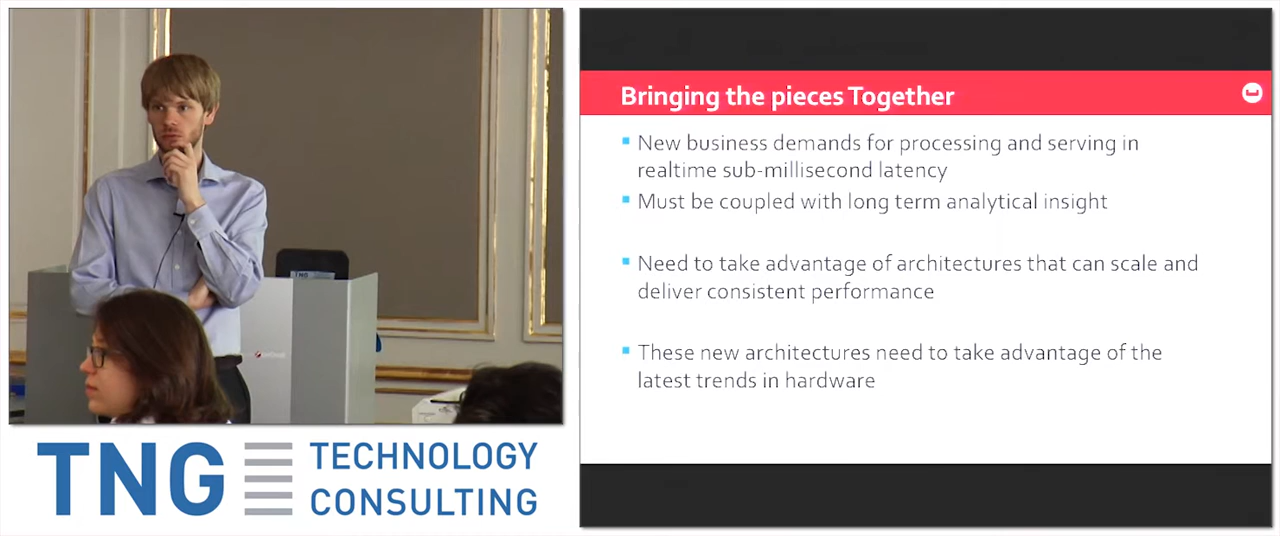 Bringing the pieces Together
New business demands for processing and serving in
realtime sub-millisecond latency
Must be coupled with long term analytical insight
Need to take advantage of architectures that can scale and
deliver consistent performance
These new architectures need to take advantage of the
latest trends in hardware
TNG
TNG TECHNOLOGY
CONSULTING